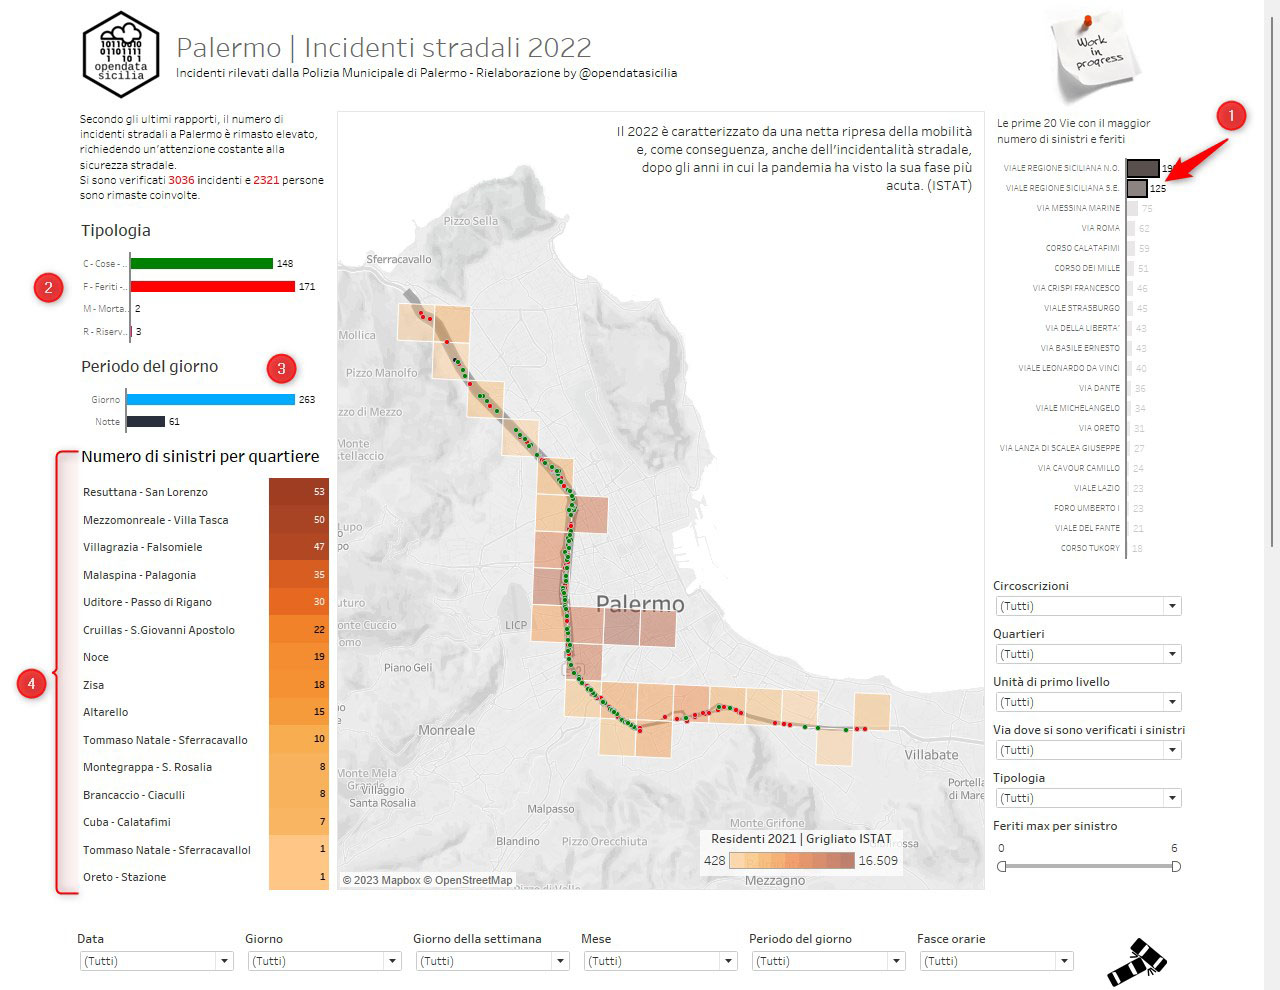 10110010
0110111
1 10 1
opendata
sicilia
Palermo | Incidenti stradali 2022
Incidenti rilevati dalla Polizia Municipale di Palermo - Rielaborazione by @opendatasicilia
Work
in
progress
Secondo gli ultimi rapporti, il numero di
incidenti stradali a Palermo è rimasto elevato,
richiedendo un'attenzione costante alla
sicurezza stradale.
Si sono verificati 3036 incidenti e 2321 persone
sono rimaste coinvolte.
Tipologia
C - Cose - .. 148
2
F - Feriti - .. 171
M - Morta.. 2
R - Riserv.. 3
Periodo del giorno
3
Giorno 263
Notte 61
Numero di sinistri per quartiere
4
Resuttana - San Lorenzo 53
Mezzomonreale - Villa Tasca 50
Villagrazia - Falsomiele 47
Malaspina - Palagonia 35
Uditore - Passo di Rigano 30
Cruillas - S.Giovanni Apostolo 22
Noce 19
Zisa 18
Altarello 15
Tommaso Natale - Sferracavallo 10
Montegrappa - S. Rosalia 8
Brancaccio - Ciaculli 8
Cuba - Calatafimi 7
Tommaso Natale - Sferracavallol 1
Oreto - Stazione 1
Il 2022 è caratterizzato da una netta ripresa della mobilità
e, come conseguenza, anche dell'incidentalità stradale,
dopo gli anni in cui la pandemia ha visto la sua fase più
acuta. (ISTAT)
Pizzo Sella
Sferracavallo
Mollica
Pizzo Manolfo
zzo di Mezzo
Monte
stellaccio
Lupo
po
Palermo
uturo
LICP
onte Cuccio
omo
Piano Geli
Monreale
Villabate
Monte Mela
Grande
Villaggio
Santa Rosalia
Portella
di Mare
Malpasso
Monte Grifone
Blandino
Pizzo Orecchiuta
Residenti 2021 | Grigliato ISTAT
428 16.509
Mezzagno
© 2023 Mapbox © OpenStreetMap
Le prime 20 Vie con il maggior
numero di sinistri e feriti
1
VIALE REGIONE SICILIANA N.O.
VIALE REGIONE SICILIANA S.E. 125
VIA MESSINA MARINE 75
VIA ROMA 62
CORSO CALATAFIMI 59
CORSO DEI MILLE 51
VIA CRISPI FRANCESCO 46
VIALE STRASBURGO 45
VIA DELLA LIBERTA' 43
VIA BASILE ERNESTO 43
VIALE LEONARDO DA VINCI 40
VIA DANTE 36
VIALE MICHELANGELO 34
VIA ORETO 31
VIA LANZA DI SCALEA GIUSEPPE 27
VIA CAVOUR CAMILLO 24
VIALE LAZIO 23
FORO UMBERTO I 23
VIALE DEL FANTE 21
CORSO TUKORY 18
Circoscrizioni
(Tutti)
Quartieri
(Tutti)
Unità di primo livello
(Tutti)
Via dove si sono verificati i sinistri
(Tutti)
Tipologia
(Tutti)
Feriti max per sinistro
0 6
Data Giorno Giorno della settimana Mese Periodo del giorno Fasce orarie
(Tutti) (Tutti) (Tutti) (Tutti) (Tutti) (Tutti)